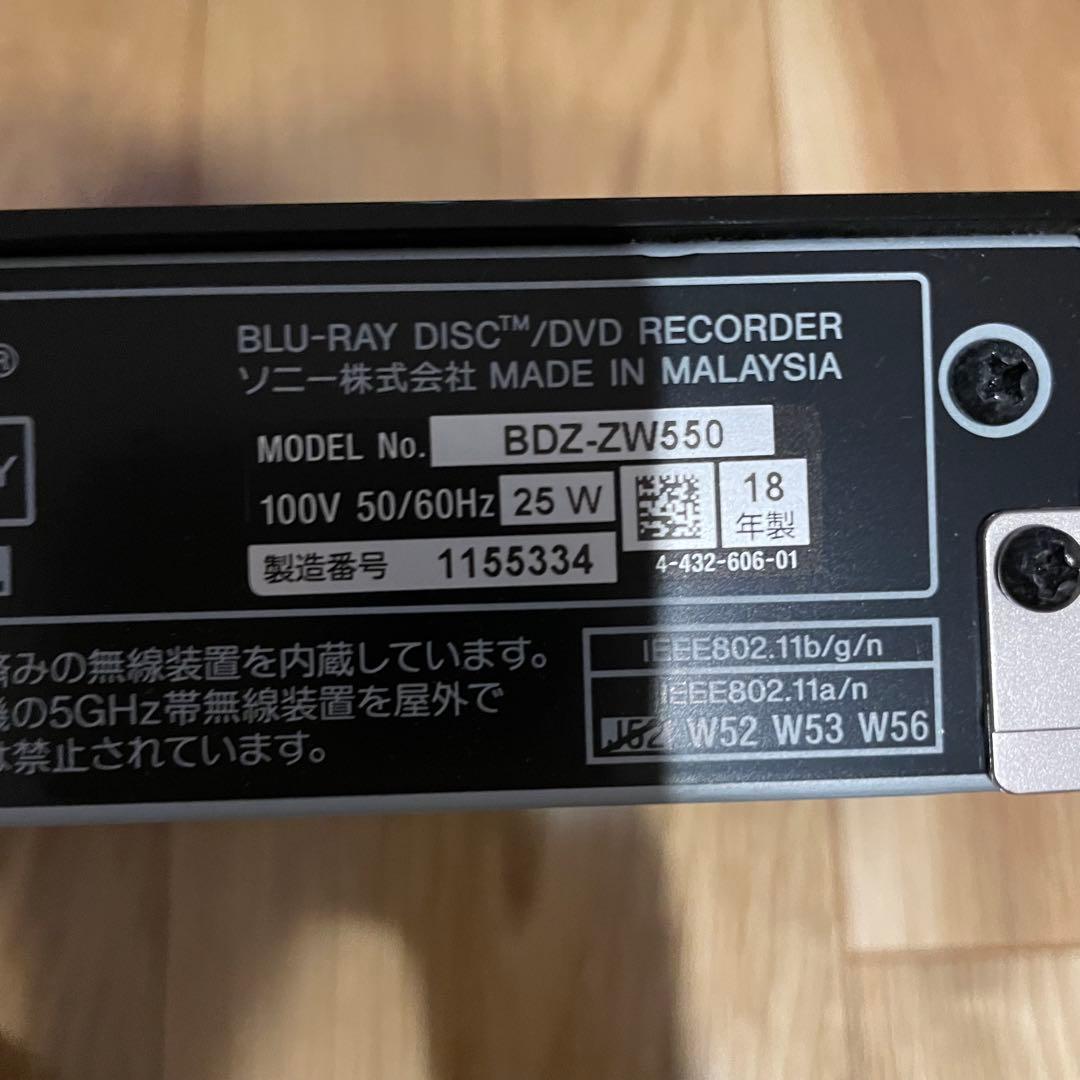 ®
BLU-RAY DISC™/DVD RECORDER
ソニー株式会社 MADE IN MALAYSIA
Y
MODEL No. BDZ-ZW550
100V 50/60Hz 25 W
18
年製
製造番号 1155334
4-432-606-01
済みの無線装置を内蔵しています。
機の5GHz帯無線装置を屋外で
は禁止されています。
IEEE802.11b/g/n
IEEE802.11a/n
J52 W52 W53 W56